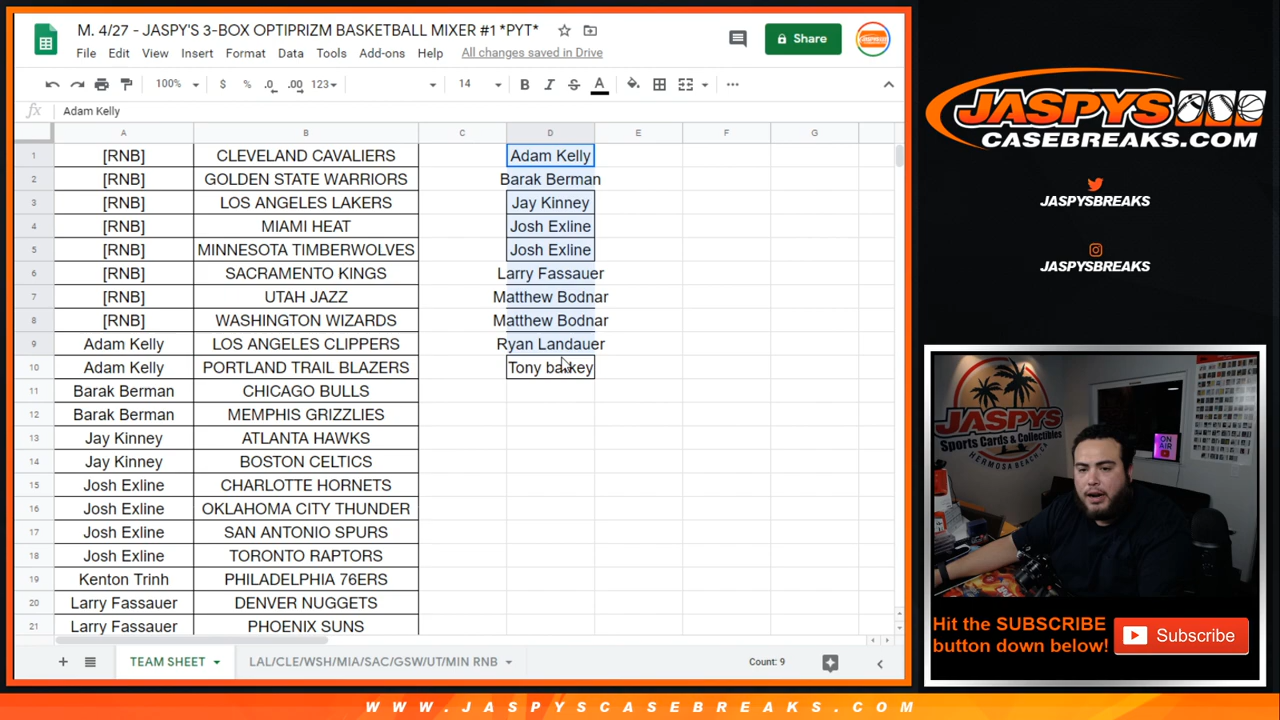 M. 4/27 - JASPY'S 3-BOX OPTIPRIZM BASKETBALL MIXER #1 *PYT*
Share
File Edit View Insert Format Data Tools Add-ons Help All changes saved in Drive
100% $ % .0 .00 123 14 B I S A
fx Adam Kelly
A B C D E F G
1 [RNB] CLEVELAND CAVALIERS Adam Kelly
2 [RNB] GOLDEN STATE WARRIORS Barak Berman
3 [RNB] LOS ANGELES LAKERS Jay Kinney
4 [RNB] MIAMI HEAT Josh Exline
5 [RNB] MINNESOTA TIMBERWOLVES Josh Exline
6 [RNB] SACRAMENTO KINGS Larry Fassauer
7 [RNB] UTAH JAZZ Matthew Bodnar
8 [RNB] WASHINGTON WIZARDS Matthew Bodnar
9 Adam Kelly LOS ANGELES CLIPPERS Ryan Landauer
10 Adam Kelly PORTLAND TRAIL BLAZERS Tony
11 Barak Berman CHICAGO BULLS
12 Barak Berman MEMPHIS GRIZZLIES
13 Jay Kinney ATLANTA HAWKS
14 Jay Kinney BOSTON CELTICS
15 Josh Exline CHARLOTTE HORNETS
16 Josh Exline OKLAHOMA CITY THUNDER
17 Josh Exline SAN ANTONIO SPURS
18 Josh Exline TORONTO RAPTORS
19 Kenton Trinh PHILADELPHIA 76ERS
20 Larry Fassauer DENVER NUGGETS
21 Larry Fassauer PHOENIX SUNS
TEAM SHEET LAL/CLE/WSH/MIA/SAC/GSW/UT/MIN RNB Count: 9
JASPYS
CASEBREAKS.COM
JASPYSBREAKS
JASPYSBREAKS
JASPYS
Sports Cards & Collectibles
HERMOSA BEACH, CA
ON AIR
Hit the SUBSCRIBE
button down below!
Subscribe
WWW.JASPYSCASEBREAKS.COM